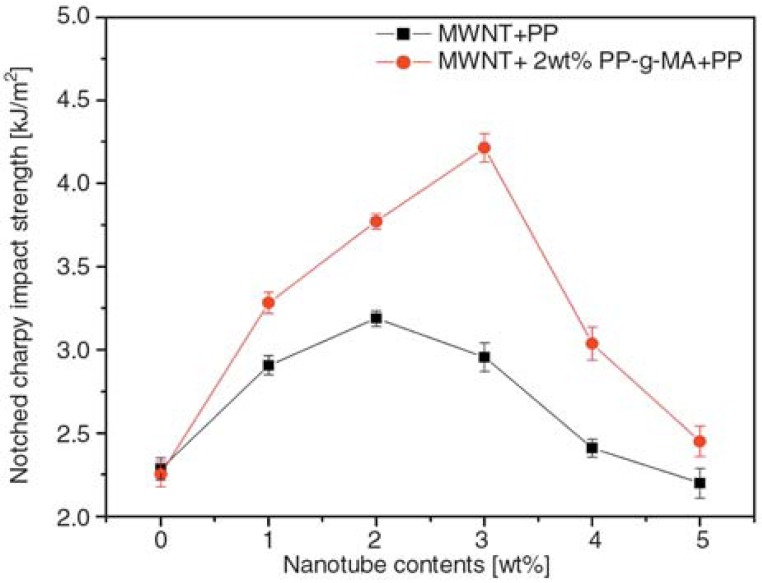 MWNT+PP
MWNT+ 2wt% PP-g-MA+PP
Notched charpy impact strength [kJ/m²]
5.0
4.5
4.0
3.5
3.0
2.5
2.0
0 1 2 3 4 5
Nanotube contents [wt%]